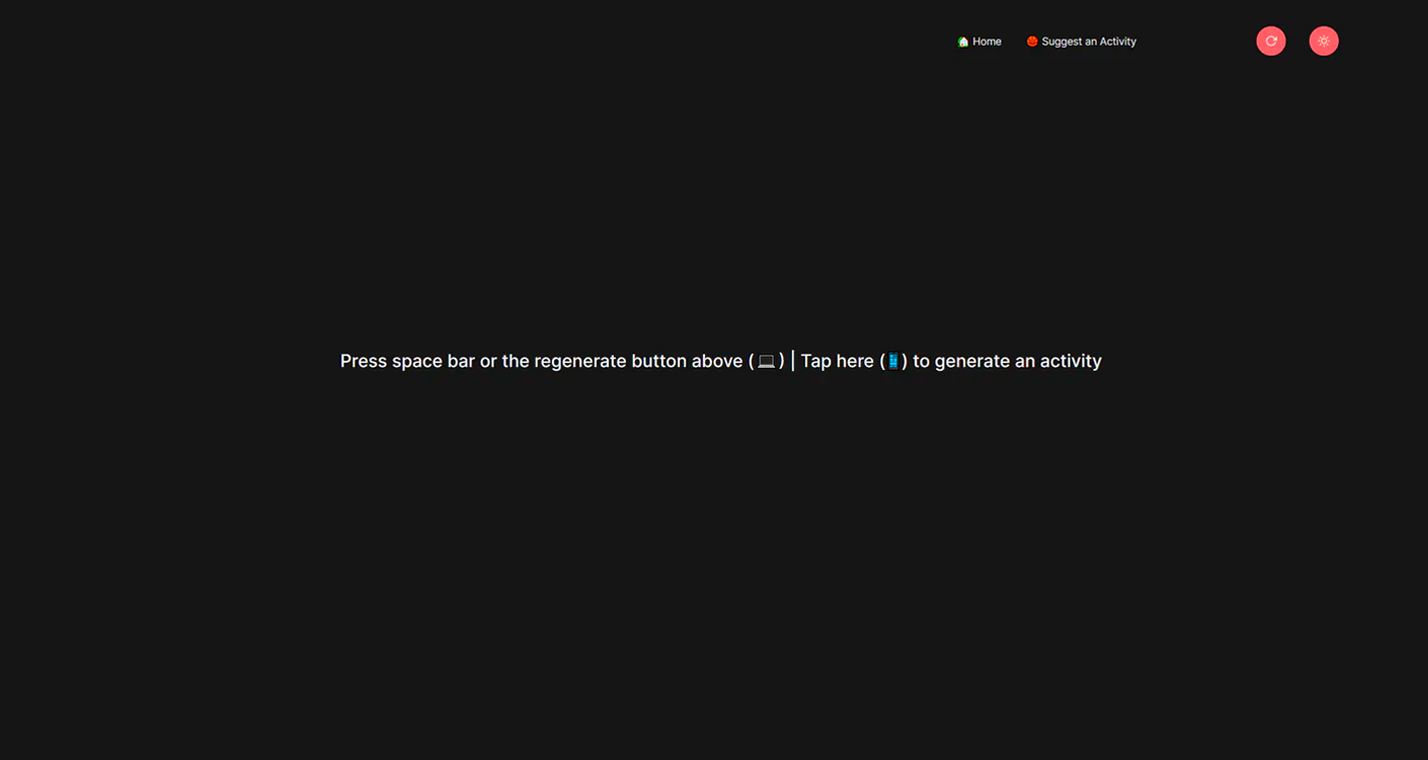 🏠 Home 🏀 Suggest an Activity
Press space bar or the regenerate button above (💻) | Tap here (📱) to generate an activity